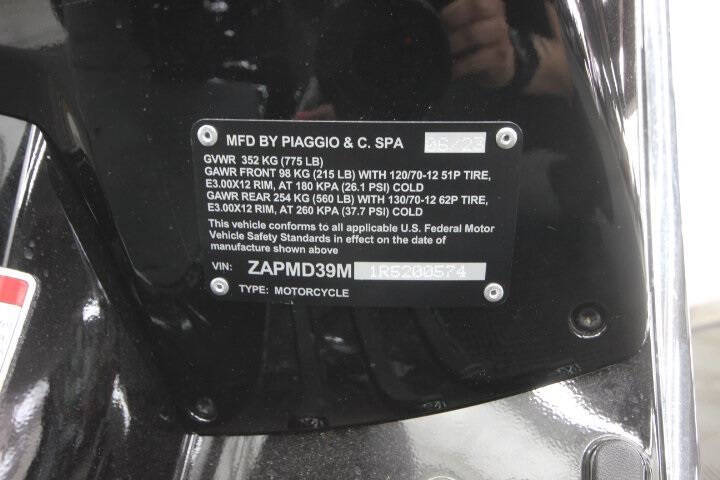 MFD BY PIAGGIO & C. SPA 06/23
GVWR 352 KG (775 LB)
GAWR FRONT 98 KG (215 LB) WITH 120/70-12 51P TIRE,
E3.00X12 RIM, AT 180 KPA (26.1 PSI) COLD
GAWR REAR 254 KG (560 LB) WITH 130/70-12 62P TIRE,
E3.00X12 RIM, AT 260 KPA (37.7 PSI) COLD
This vehicle conforms to all applicable U.S. Federal Motor
Vehicle Safety Standards in effect on the date of
manufacture shown above
VIN: ZAPMD39M 1R5200574
TYPE: MOTORCYCLE